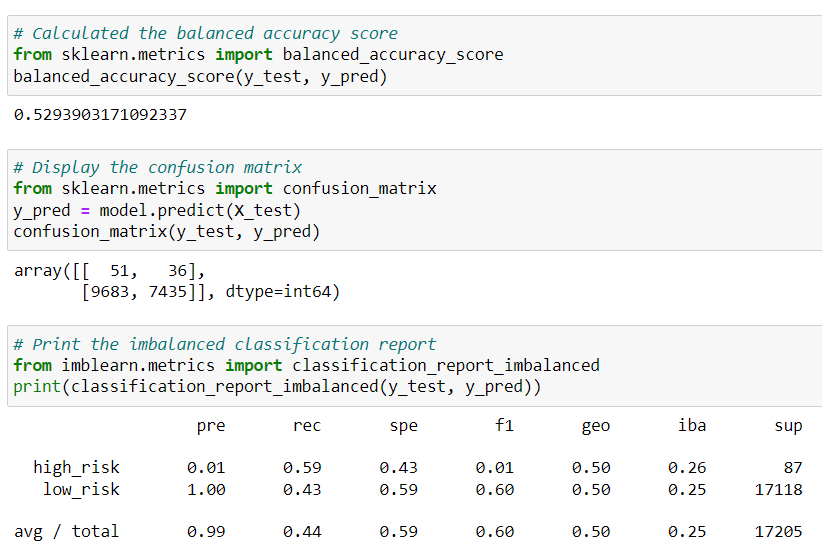 # Calculated the balanced accuracy score
from sklearn.metrics import balanced_accuracy_score
balanced_accuracy_score(y_test, y_pred)
0.5293903171092337
# Display the confusion matrix
from sklearn.metrics import confusion_matrix
y_pred = model.predict(X_test)
confusion_matrix(y_test, y_pred)
array([[  51,   36],
       [9683, 7435]], dtype=int64)
# Print the imbalanced classification report
from imblearn.metrics import classification_report_imbalanced
print(classification_report_imbalanced(y_test, y_pred))
                   pre       rec       spe        f1       geo       iba       sup
  high_risk       0.01      0.59      0.43      0.01      0.50      0.26        87
   low_risk       1.00      0.43      0.59      0.60      0.50      0.25     17118
avg / total       0.99      0.44      0.59      0.60      0.50      0.25     17205